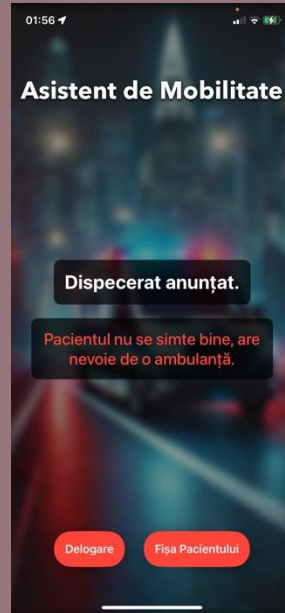 01:56
Asistent de Mobilitate
Dispecerat anunțat.
Pacientul nu se simte bine, are
nevoie de o ambulanță.
Delogare
Fișa Pacientului